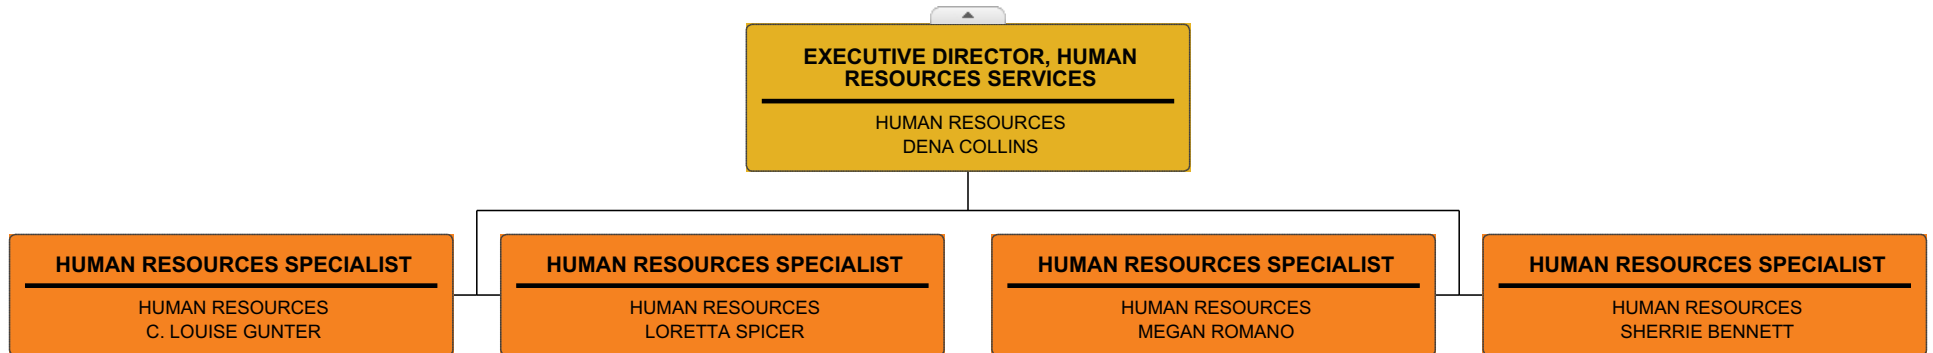 EXECUTIVE DIRECTOR, HUMAN
RESOURCES SERVICES
HUMAN RESOURCES
DENA COLLINS
HUMAN RESOURCES SPECIALIST
HUMAN RESOURCES
C. LOUISE GUNTER
HUMAN RESOURCES SPECIALIST
HUMAN RESOURCES
LORETTA SPICER
HUMAN RESOURCES SPECIALIST
HUMAN RESOURCES
MEGAN ROMANO
HUMAN RESOURCES SPECIALIST
HUMAN RESOURCES
SHERRIE BENNETT